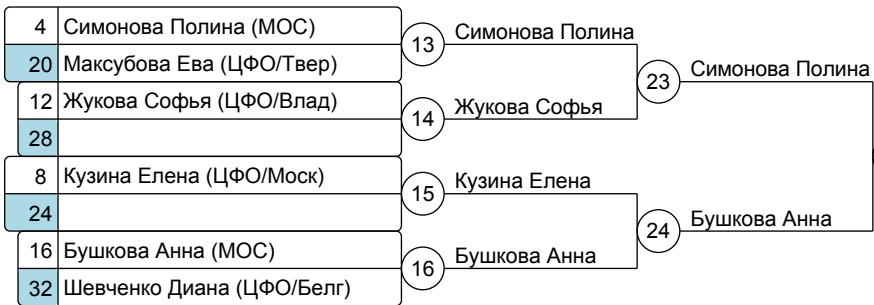 4 Симонова Полина (МОС)
20 Максубова Ева (ЦФО/Твер)
13 Симонова Полина
12 Жукова Софья (ЦФО/Влад)
28
14 Жукова Софья
23 Симонова Полина
8 Кузина Елена (ЦФО/Моск)
24
15 Кузина Елена
16 Бушкова Анна (МОС)
32 Шевченко Диана (ЦФО/Белг)
16 Бушкова Анна
24 Бушкова Анна